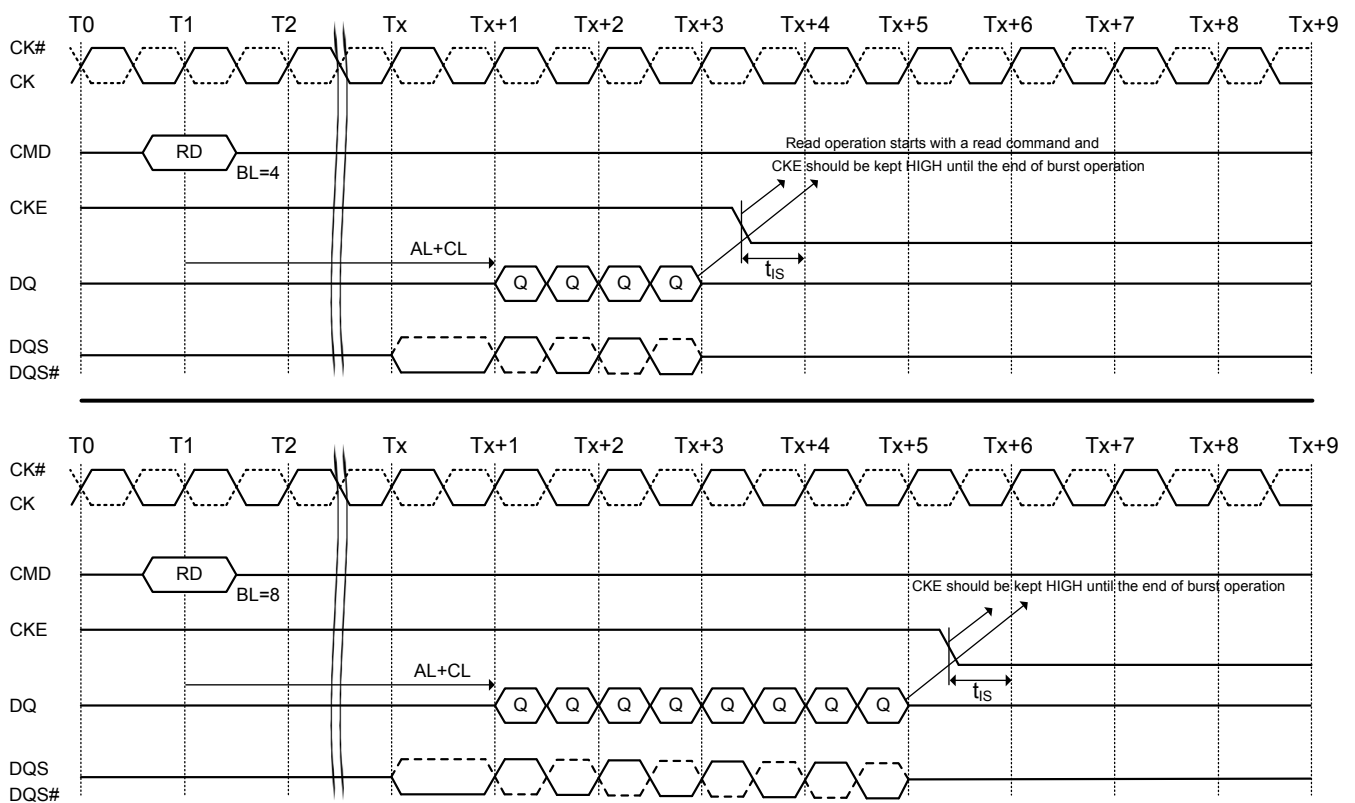 T0 T1 T2 Tx Tx+1 Tx+2 Tx+3 Tx+4 Tx+5 Tx+6 Tx+7 Tx+8 Tx+9
CK#
CK
CMD RD Read operation starts with a read command and
BL=4 CKE should be kept HIGH until the end of burst operation
CKE
AL+CL
tIS
DQ Q Q Q Q
DQS
DQS#
T0 T1 T2 Tx Tx+1 Tx+2 Tx+3 Tx+4 Tx+5 Tx+6 Tx+7 Tx+8 Tx+9
CK#
CK
CMD RD
BL=8 CKE should be kept HIGH until the end of burst operation
CKE
AL+CL
tIS
DQ Q Q Q Q Q Q Q Q
DQS
DQS#